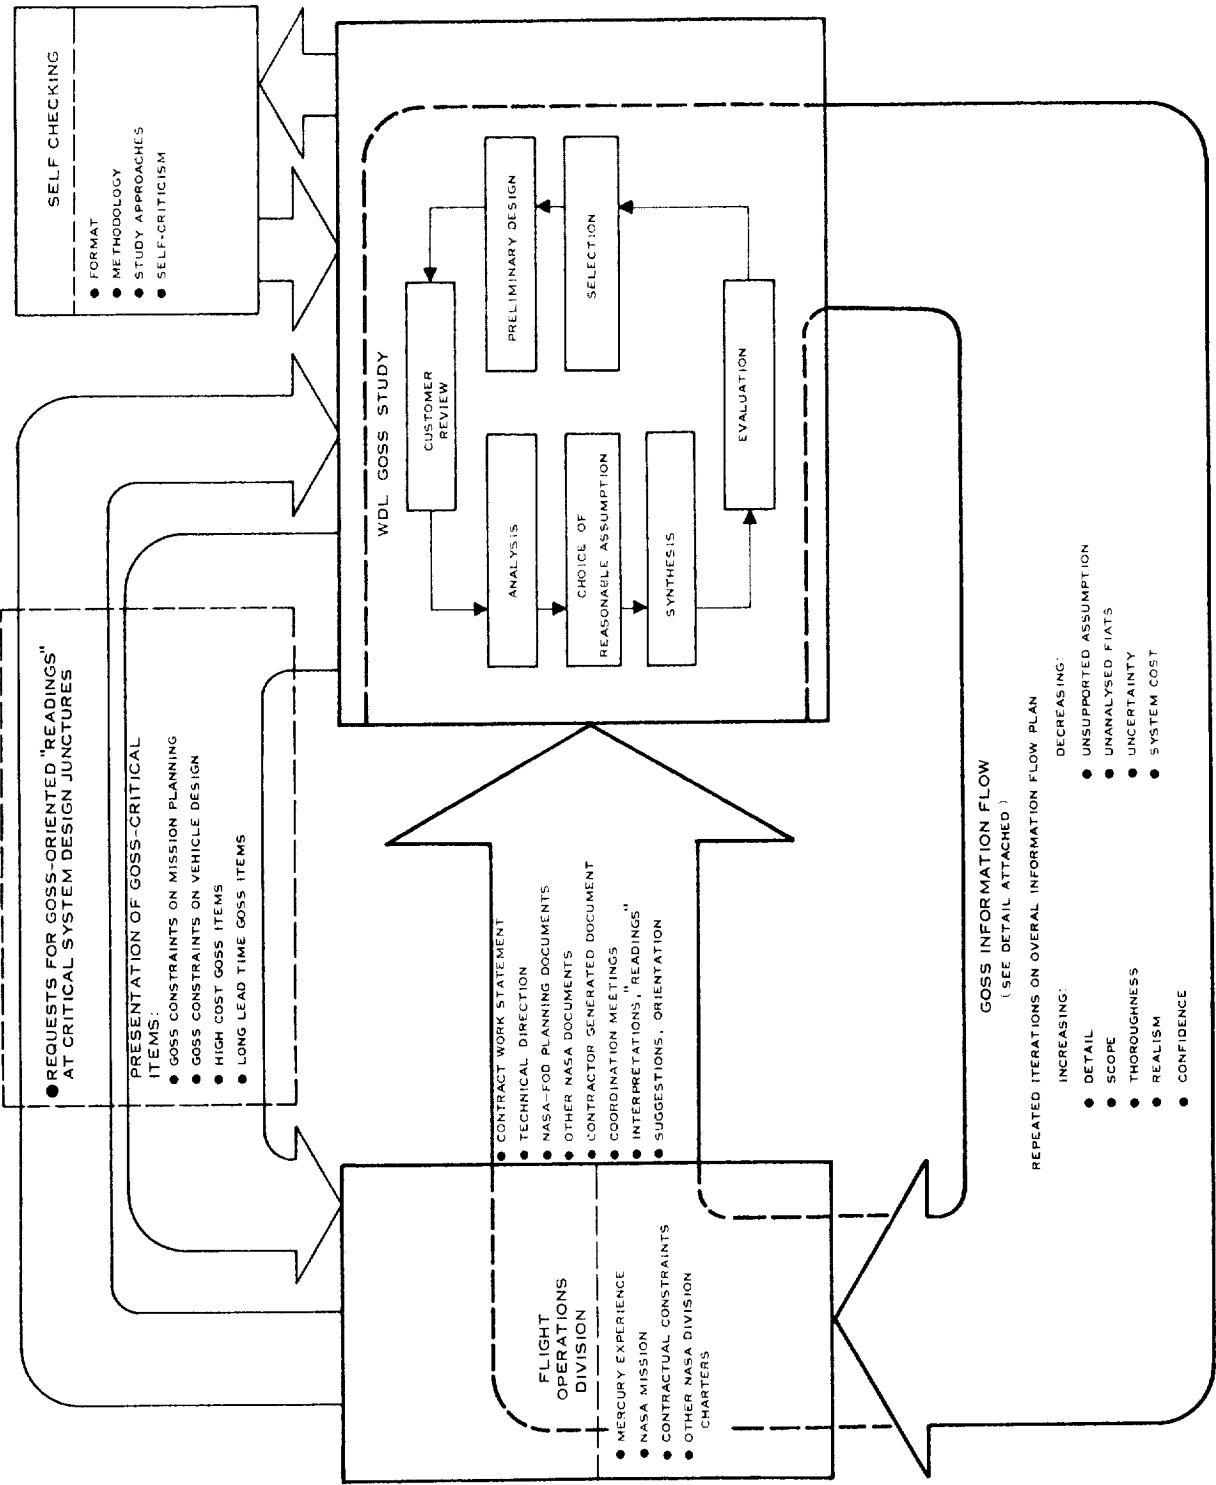 SELF CHECKING
● FORMAT
● METHODOLOGY
● STUDY APPROACHES
● SELF-CRITICISM
● REQUESTS FOR GOSS-ORIENTED "READINGS"
AT CRITICAL SYSTEM DESIGN JUNCTURES
PRESENTATION OF GOSS-CRITICAL
ITEMS:
● GOSS CONSTRAINTS ON MISSION PLANNING
● GOSS CONSTRAINTS ON VEHICLE DESIGN
● HIGH COST GOSS ITEMS
● LONG LEAD TIME GOSS ITEMS
WDL GOSS STUDY
CUSTOMER
REVIEW
ANALYSIS
CHOICE OF
REASONABLE ASSUMPTION
SYNTHESIS
EVALUATION
SELECTION
PRELIMINARY DESIGN
● CONTRACT WORK STATEMENT
● TECHNICAL DIRECTION
● NASA-FOD PLANNING DOCUMENTS
● OTHER NASA DOCUMENTS
● CONTRACTOR GENERATED DOCUMENT
● COORDINATION MEETINGS
● INTERPRETATIONS, "READINGS"
● SUGGESTIONS, ORIENTATION
FLIGHT
OPERATIONS
DIVISION
● MERCURY EXPERIENCE
● NASA MISSION
● CONTRACTUAL CONSTRAINTS
● OTHER NASA DIVISION
CHARTERS
GOSS INFORMATION FLOW
(SEE DETAIL ATTACHED)
REPEATED ITERATIONS ON OVERAL INFORMATION FLOW PLAN
INCREASING:
● DETAIL
● SCOPE
● THOROUGHNESS
● REALISM
● CONFIDENCE
DECREASING:
● UNSUPPORTED ASSUMPTION
● UNANALYSED FIATS
● UNCERTAINTY
● SYSTEM COST